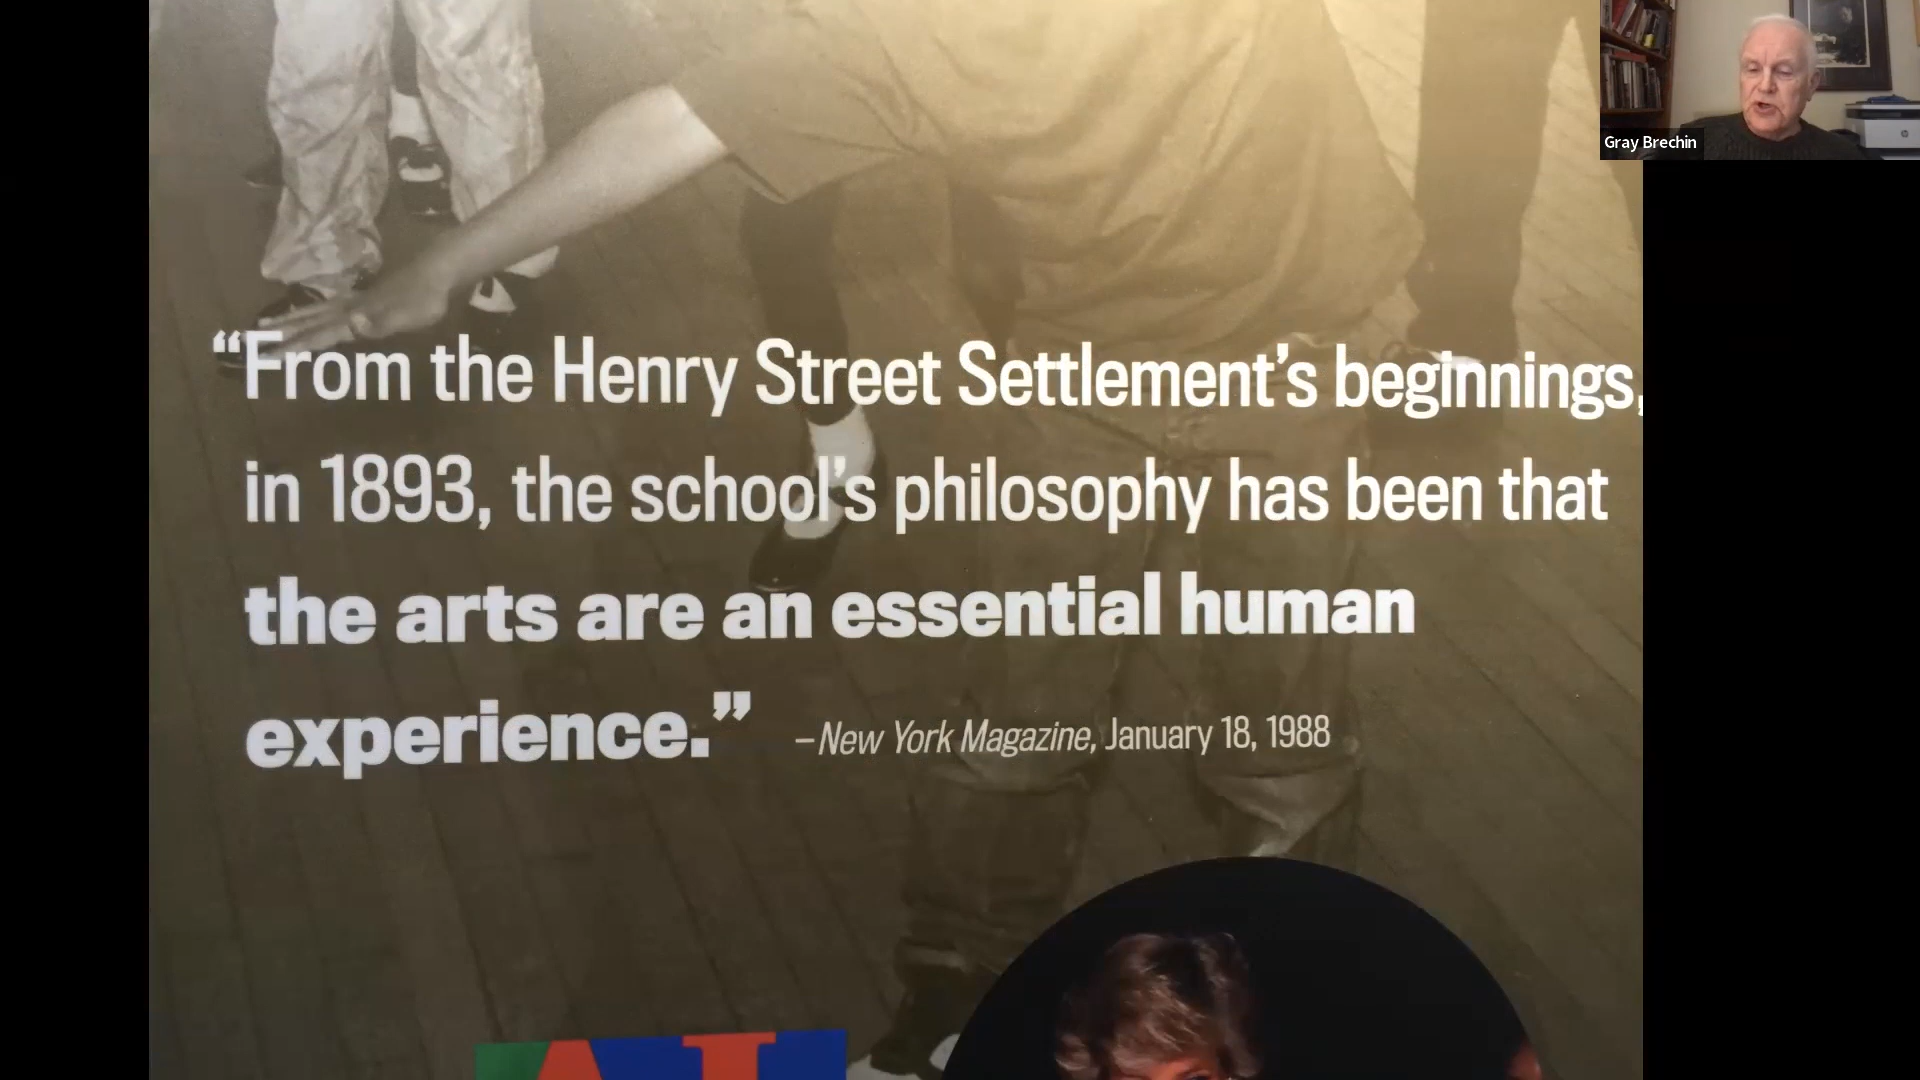 Gray Brechin
“From the Henry Street Settlement’s beginnings,
in 1893, the school’s philosophy has been that
the arts are an essential human
experience.” –New York Magazine, January 18, 1988